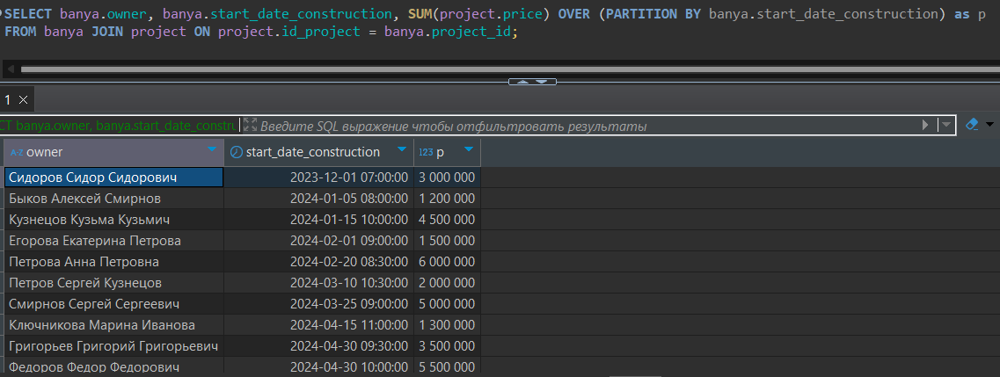 SELECT banya.owner, banya.start_date_construction, SUM(project.price) OVER (PARTITION BY banya.start_date_construction) as p
FROM banya JOIN project ON project.id_project = banya.project_id;
1 ×
CT banya.owner, banya.start_date_constru Введите SQL выражение чтобы отфильтровать результаты
A-Z owner start_date_construction 123 p
Сидоров Сидор Сидорович 2023-12-01 07:00:00 3 000 000
Быков Алексей Смирнов 2024-01-05 08:00:00 1 200 000
Кузнецов Кузьма Кузьмич 2024-01-15 10:00:00 4 500 000
Егорова Екатерина Петрова 2024-02-01 09:00:00 1 500 000
Петрова Анна Петровна 2024-02-20 08:30:00 6 000 000
Петров Сергей Кузнецов 2024-03-10 10:30:00 2 000 000
Смирнов Сергей Сергеевич 2024-03-25 09:00:00 5 000 000
Ключникова Марина Иванова 2024-04-15 11:00:00 1 300 000
Григорьев Григорий Григорьевич 2024-04-30 09:30:00 3 500 000
Федоров Федор Федорович 2024-04-30 10:00:00 5 500 000